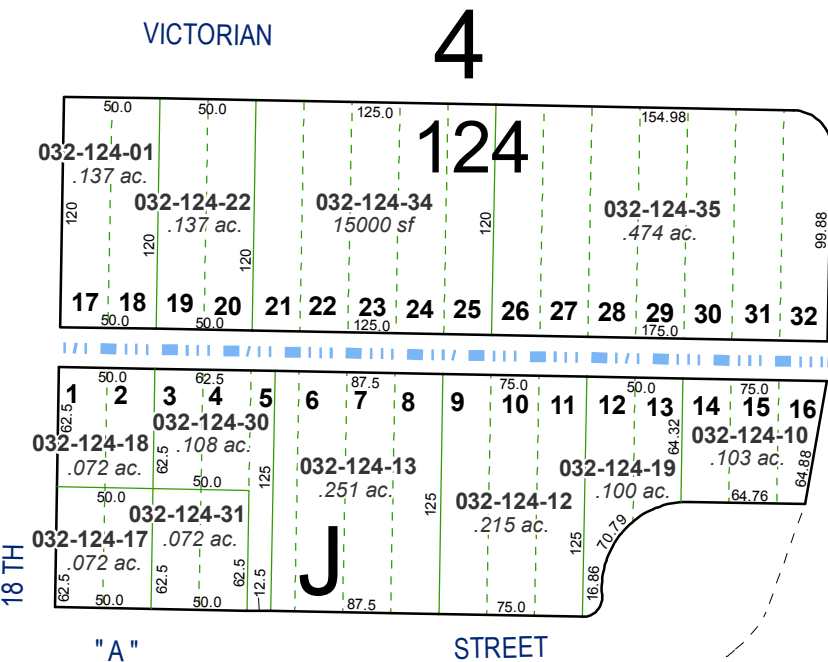 VICTORIAN
4
50.0 50.0 125.0 154.98
124
032-124-01
.137 ac.
032-124-22
.137 ac.
032-124-34
15000 sf
032-124-35
.474 ac.
120 120 120 120 99.88
17 18 19 20 21 22 23 24 25 26 27 28 29 30 31 32
50.0 50.0 125.0 175.0
50.0 62.5 87.5 75.0 50.0 75.0
1 2 3 4 5 6 7 8 9 10 11 12 13 14 15 16
62.5 62.5 125 125 125 64.32 64.88
032-124-18
.072 ac.
032-124-30
.108 ac.
032-124-13
.251 ac.
032-124-12
.215 ac.
032-124-19
.100 ac.
032-124-10
.103 ac.
50.0 50.0 64.76
032-124-17
.072 ac.
032-124-31
.072 ac.
J
70.79
62.5 62.5 62.5 12.5 16.86
50.0 50.0 87.5 75.0
18 TH
"A" STREET